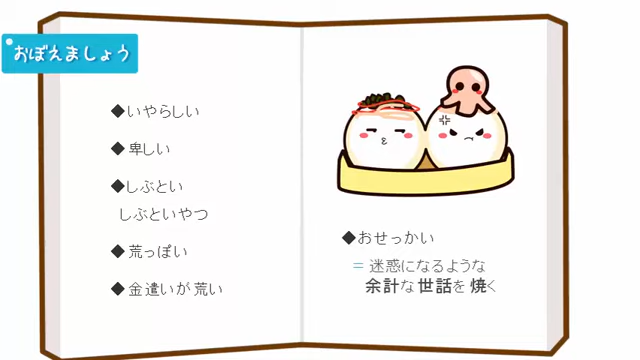 おぼえましょう
◆いやらしい
◆卑しい
◆しぶとい
しぶといやつ
◆荒っぽい
◆金遣いが荒い
◆おせっかい
＝迷惑になるような
余計な世話を焼く